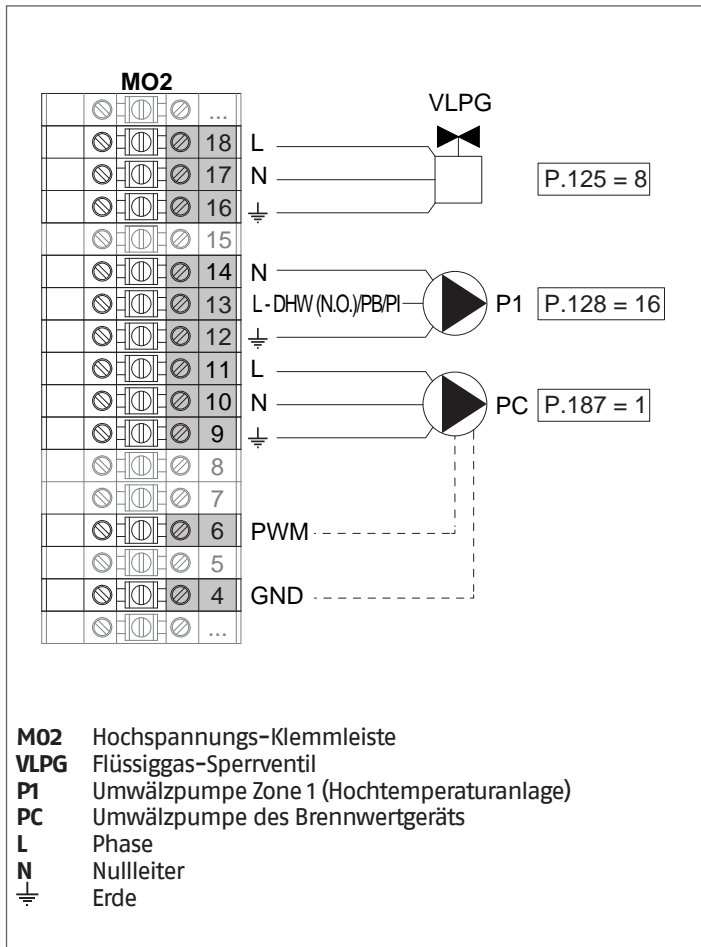 MO2
VLPG
...
18 L
17 N
16
P.125 = 8
15
14 N
13 L - DHW (N.O.)/PB/PI P1 P.128 = 16
12
11 L
10 N PC P.187 = 1
9
8
7
6 PWM
5
4 GND
...
M02 Hochspannungs-Klemmleiste
VLPG Flüssiggas-Sperrventil
P1 Umwälzpumpe Zone 1 (Hochtemperaturanlage)
PC Umwälzpumpe des Brennwertgeräts
L Phase
N Nullleiter
⏚ Erde